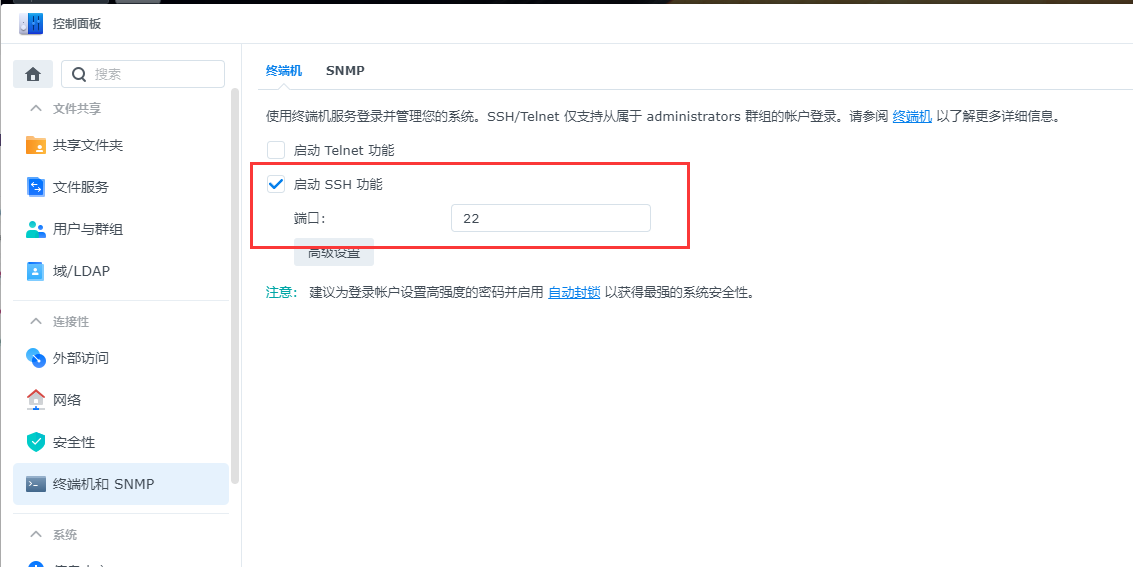 控制面板
搜索
文件共享
共享文件夹
文件服务
用户与群组
域/LDAP
连接性
外部访问
网络
安全性
终端机和 SNMP
系统
终端机 SNMP
使用终端机服务登录并管理您的系统。SSH/Telnet 仅支持从属于 administrators 群组的帐户登录。请参阅 终端机 以了解更多详细信息。
启动 Telnet 功能
启动 SSH 功能
端口: 22
高级设置
注意: 建议为登录帐户设置高强度的密码并启用 自动封锁 以获得最强的系统安全性。